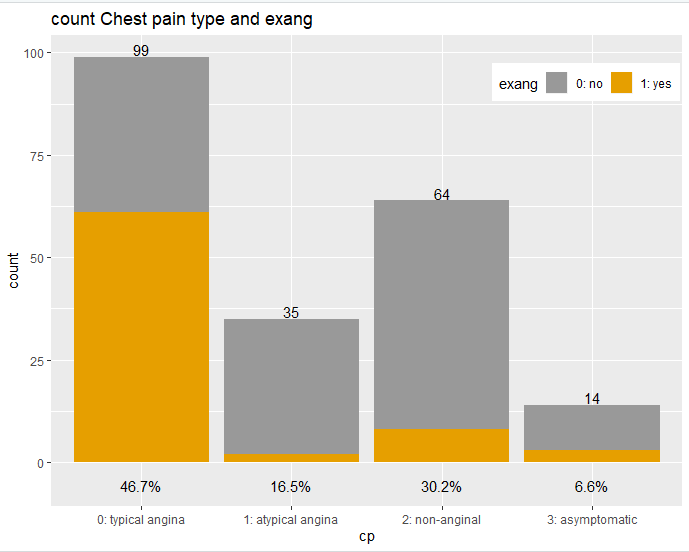 count Chest pain type and exang
99
35
64
14
exang 0: no 1: yes
100
75
50
25
0
count
46.7% 16.5% 30.2% 6.6%
0: typical angina 1: atypical angina 2: non-anginal 3: asymptomatic
cp